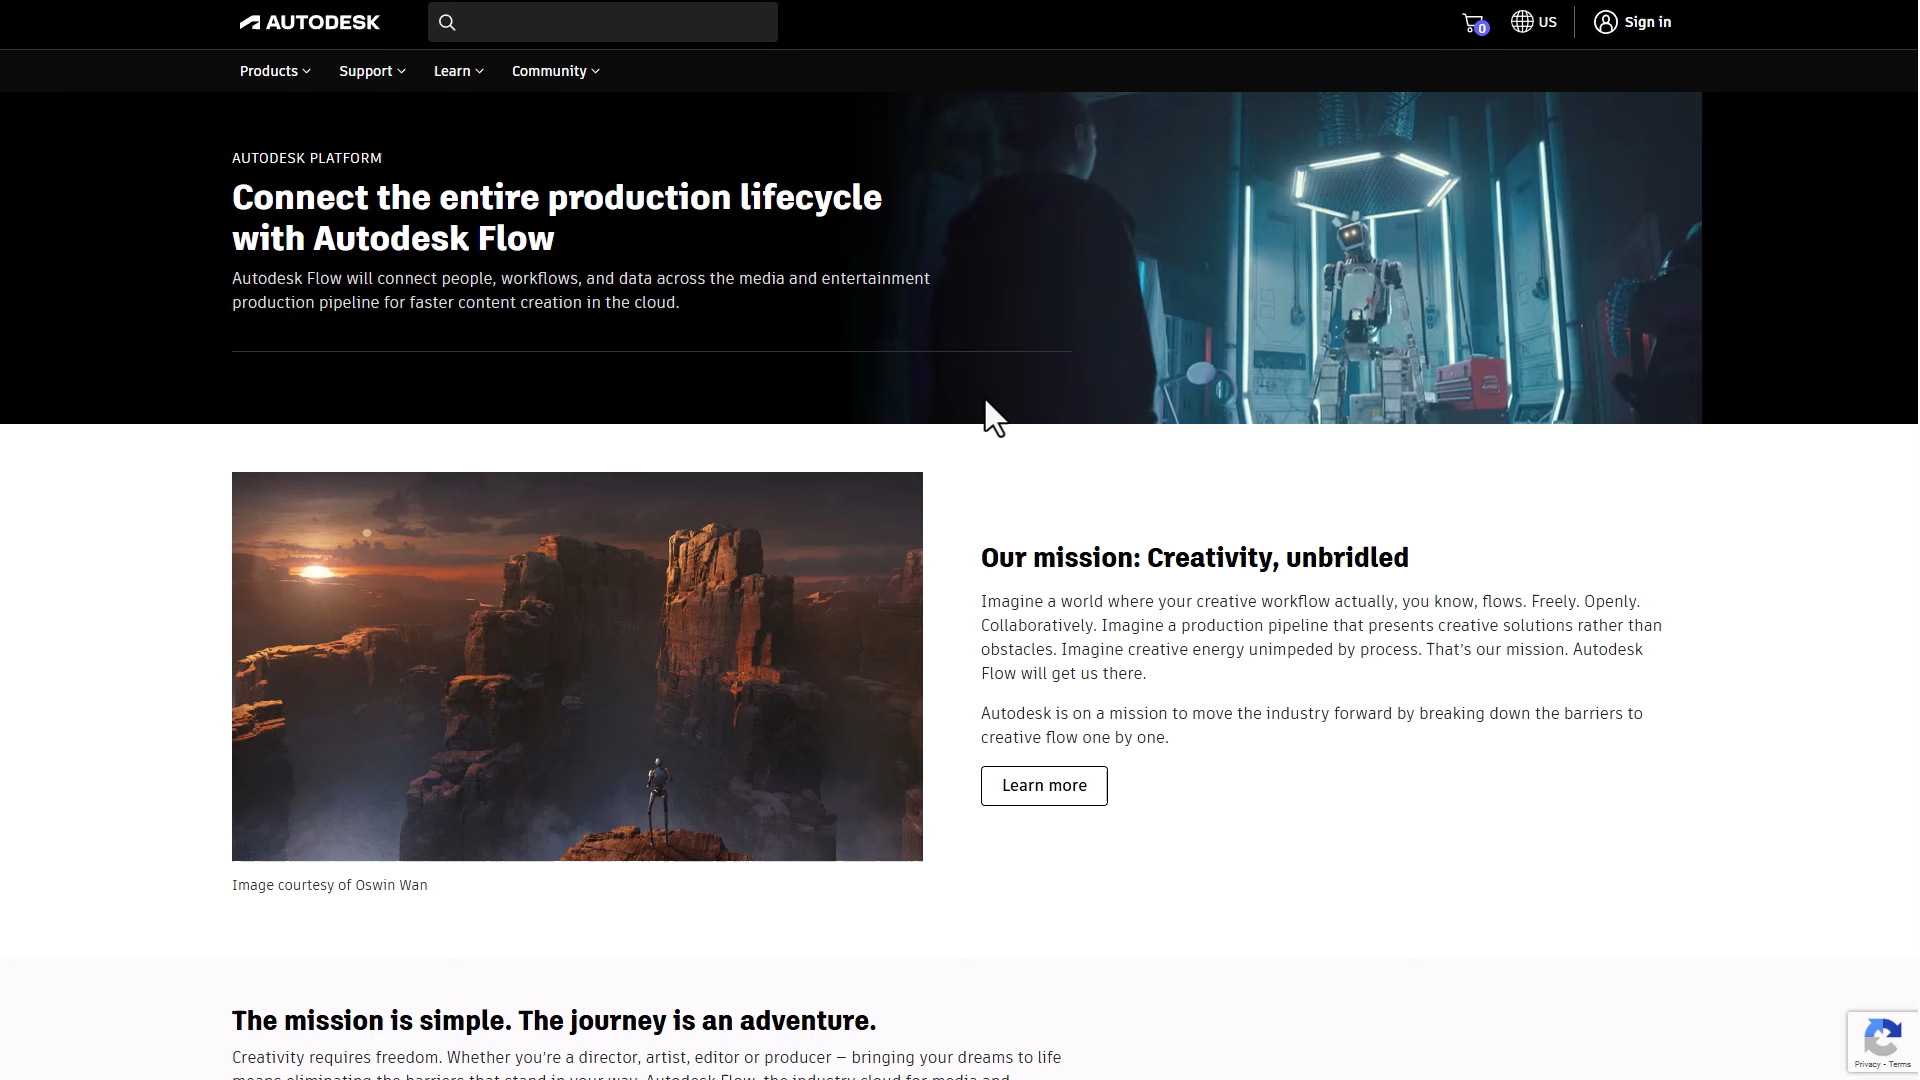 AUTODESK
0
US
Sign in
Products
Support
Learn
Community
AUTODESK PLATFORM
Connect the entire production lifecycle
with Autodesk Flow
Autodesk Flow will connect people, workflows, and data across the media and entertainment
production pipeline for faster content creation in the cloud.
Our mission: Creativity, unbridled
Imagine a world where your creative workflow actually, you know, flows. Freely. Openly.
Collaboratively. Imagine a production pipeline that presents creative solutions rather than
obstacles. Imagine creative energy unimpeded by process. That’s our mission. Autodesk
Flow will get us there.
Autodesk is on a mission to move the industry forward by breaking down the barriers to
creative flow one by one.
Learn more
Image courtesy of Oswin Wan
The mission is simple. The journey is an adventure.
Creativity requires freedom. Whether you’re a director, artist, editor or producer – bringing your dreams to life
means eliminating the barriers that stand in your way. Autodesk Flow, the industry cloud for media and
Privacy - Terms